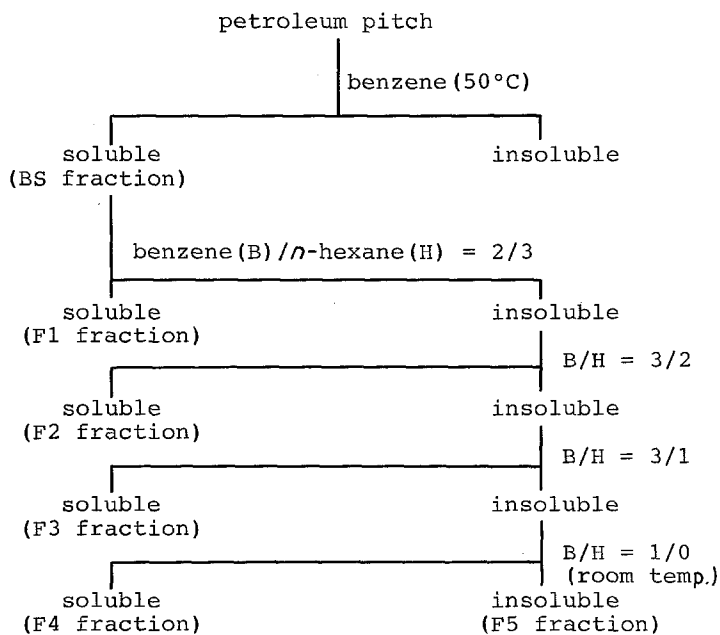 petroleum pitch
benzene(50°C)
soluble insoluble
(BS fraction)
benzene(B)/n-hexane(H) = 2/3
soluble insoluble
(F1 fraction)
B/H = 3/2
soluble insoluble
(F2 fraction)
B/H = 3/1
soluble insoluble
(F3 fraction)
B/H = 1/0
(room temp.)
soluble insoluble
(F4 fraction) (F5 fraction)